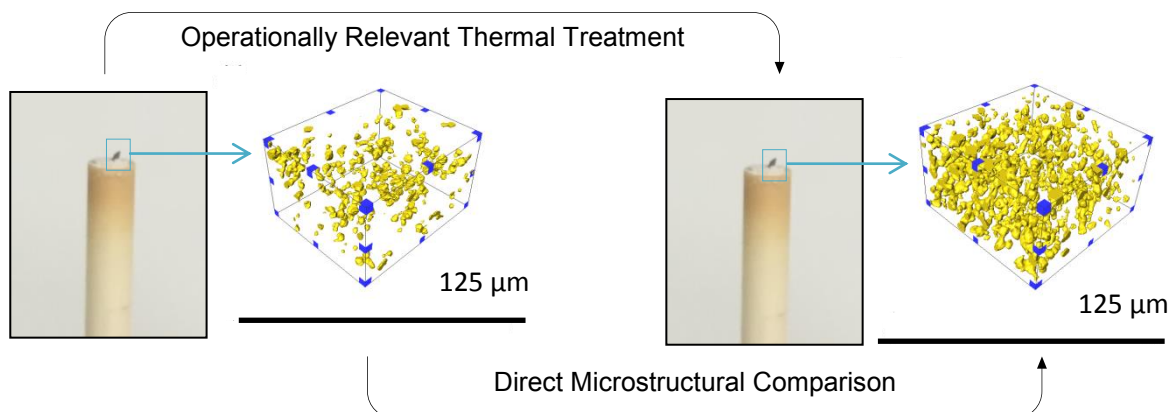 Operationally Relevant Thermal Treatment
125 µm
125 µm
Direct Microstructural Comparison